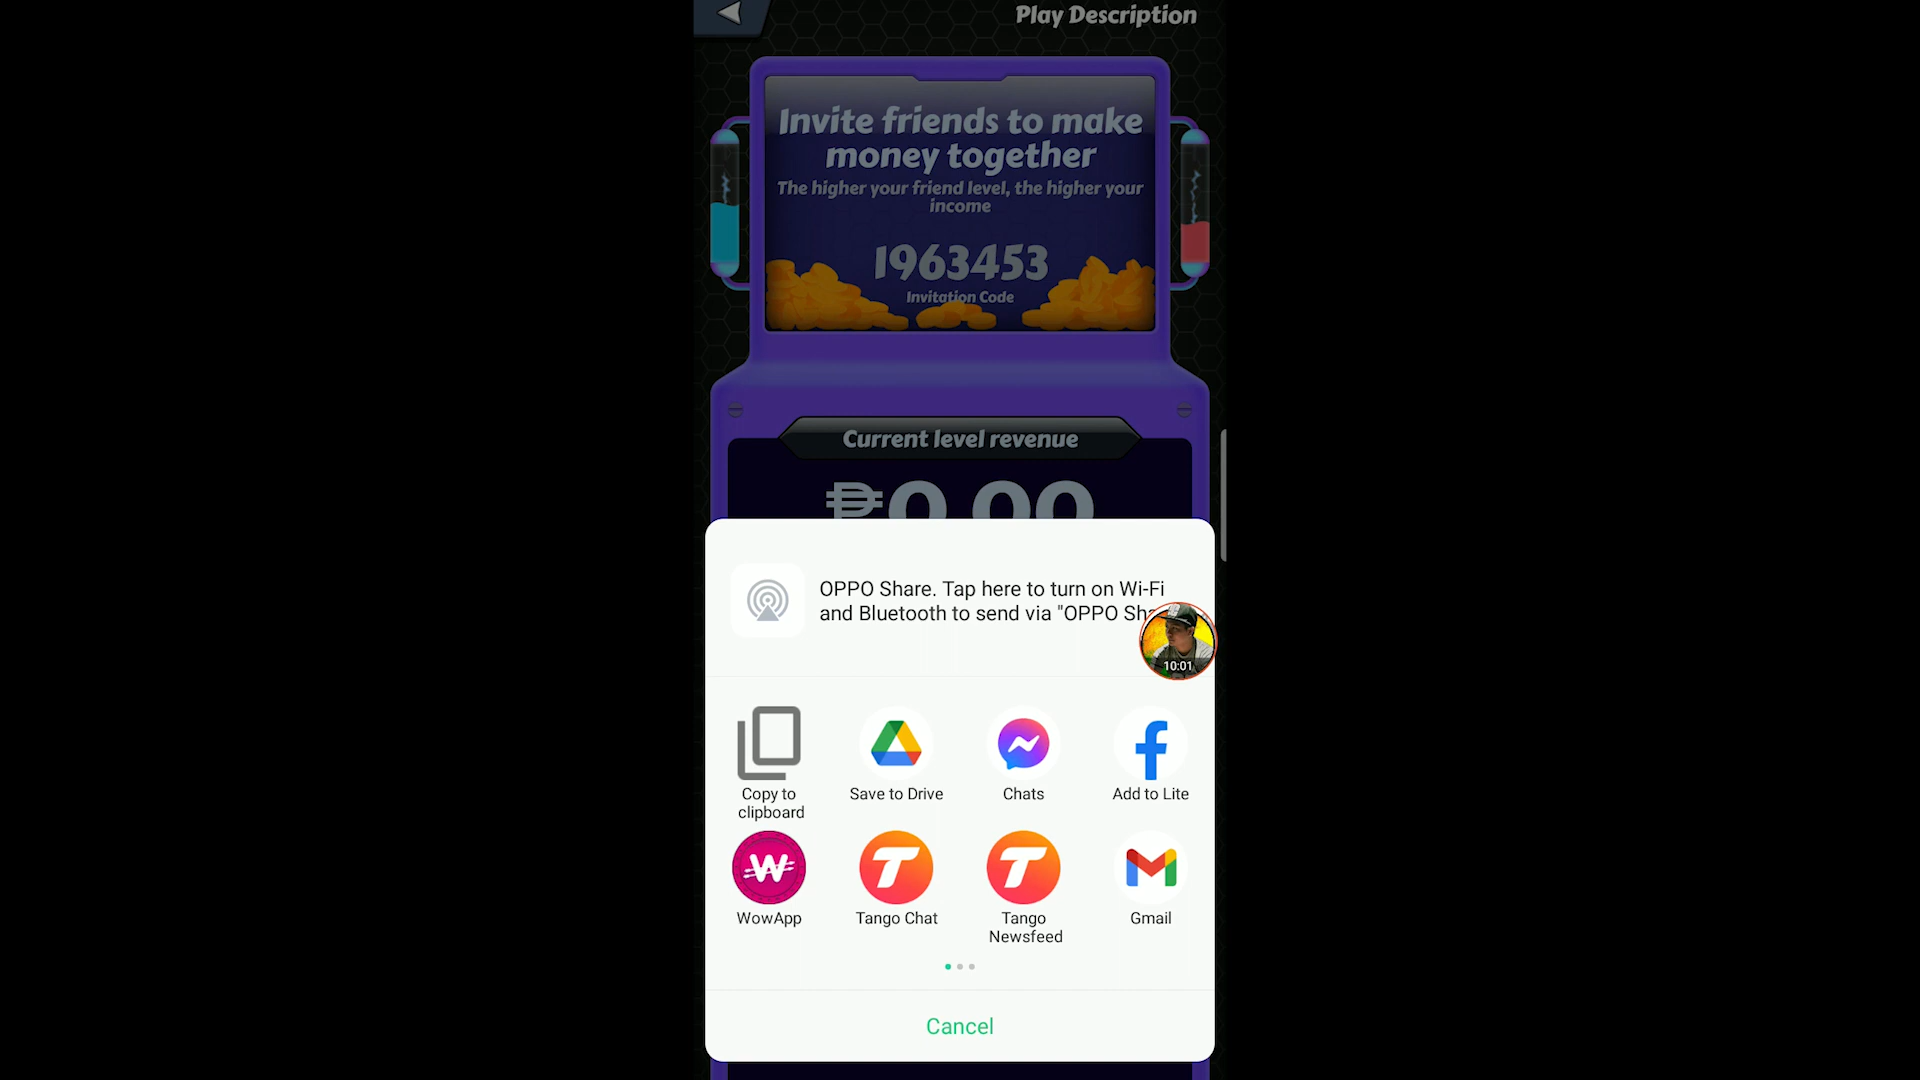 Play Description
Invite friends to make
money together
The higher your friend level, the higher your
income
1963453
Invitation Code
Current level revenue
₱0.00
OPPO Share. Tap here to turn on Wi-Fi
and Bluetooth to send via "OPPO Sh
10:01
Copy to
clipboard
Save to Drive
Chats
Add to Lite
WowApp
Tango Chat
Tango
Newsfeed
Gmail
Cancel